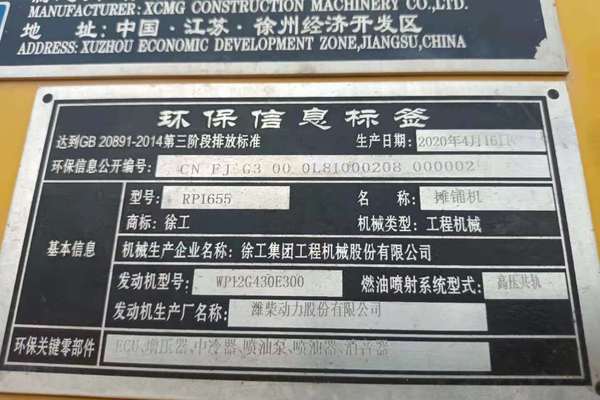 MANUFACTURER: XCMG CONSTRUCTION MACHINERY CO.,LTD.
地 址: 中国·江苏·徐州经济开发区
ADDRESS: XUZHOU ECONOMIC DEVELOPMENT ZONE,JIANGSU,CHINA
环保信息标签
达到GB 20891-2014第三阶段排放标准 生产日期: 2020年4月16日
环保信息公开编号: CN FJ G3 00 0L81000208 000002
型号: RP1655 名 称: 摊铺机
商标: 徐工 机械类型: 工程机械
基本信息 机械生产企业名称: 徐工集团工程机械股份有限公司
发动机型号: WP12G430E300 燃油喷射系统型式: 高压共轨
发动机生产厂名称: 潍柴动力股份有限公司
环保关键零部件 ECU、增压器、中冷器、喷油泵、喷油器、消音器